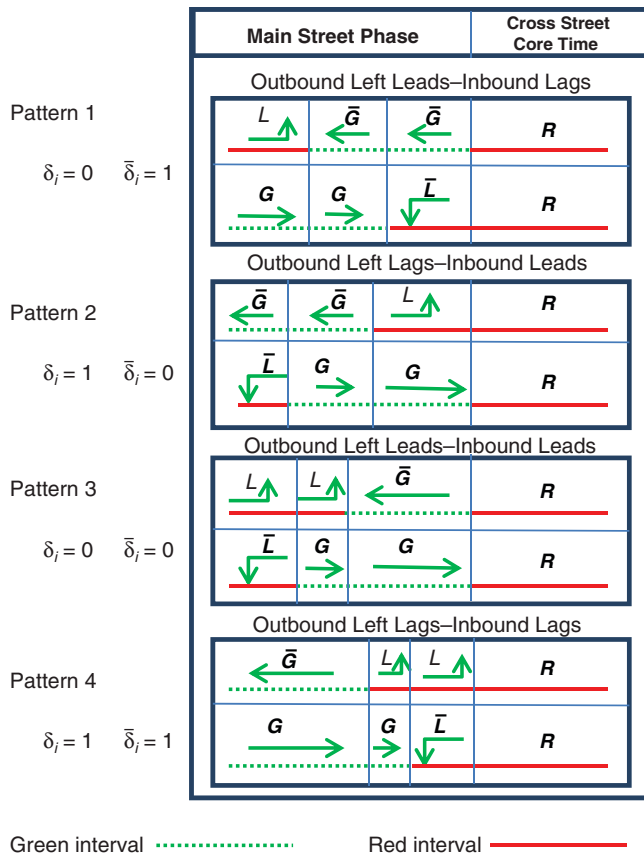 Main Street Phase
Cross Street
Core Time
Outbound Left Leads–Inbound Lags
Pattern 1
L G̅ G̅ R
δᵢ = 0 δ̅ᵢ = 1
G G L̅ R
Outbound Left Lags–Inbound Leads
Pattern 2
G̅ G̅ L R
δᵢ = 1 δ̅ᵢ = 0
L̅ G G R
Outbound Left Leads–Inbound Leads
Pattern 3
L L G̅ R
δᵢ = 0 δ̅ᵢ = 0
L̅ G G R
Outbound Left Lags–Inbound Lags
Pattern 4
G̅ L L R
δᵢ = 1 δ̅ᵢ = 1
G G L̅ R
Green interval Red interval